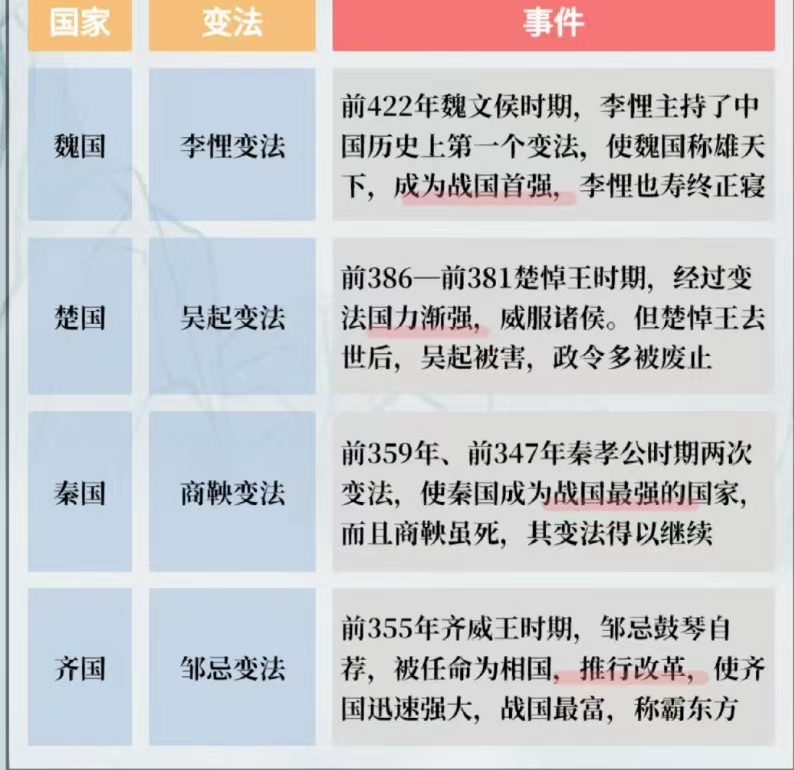 国家 变法 事件
魏国 李悝变法
前422年魏文侯时期，李悝主持了中
国历史上第一个变法，使魏国称雄天
下，成为战国首强，李悝也寿终正寝
楚国 吴起变法
前386—前381楚悼王时期，经过变
法国力渐强，威服诸侯。但楚悼王去
世后，吴起被害，政令多被废止
秦国 商鞅变法
前359年、前347年秦孝公时期两次
变法，使秦国成为战国最强的国家，
而且商鞅虽死，其变法得以继续
齐国 邹忌变法
前355年齐威王时期，邹忌鼓琴自
荐，被任命为相国，推行改革，使齐
国迅速强大，战国最富，称霸东方